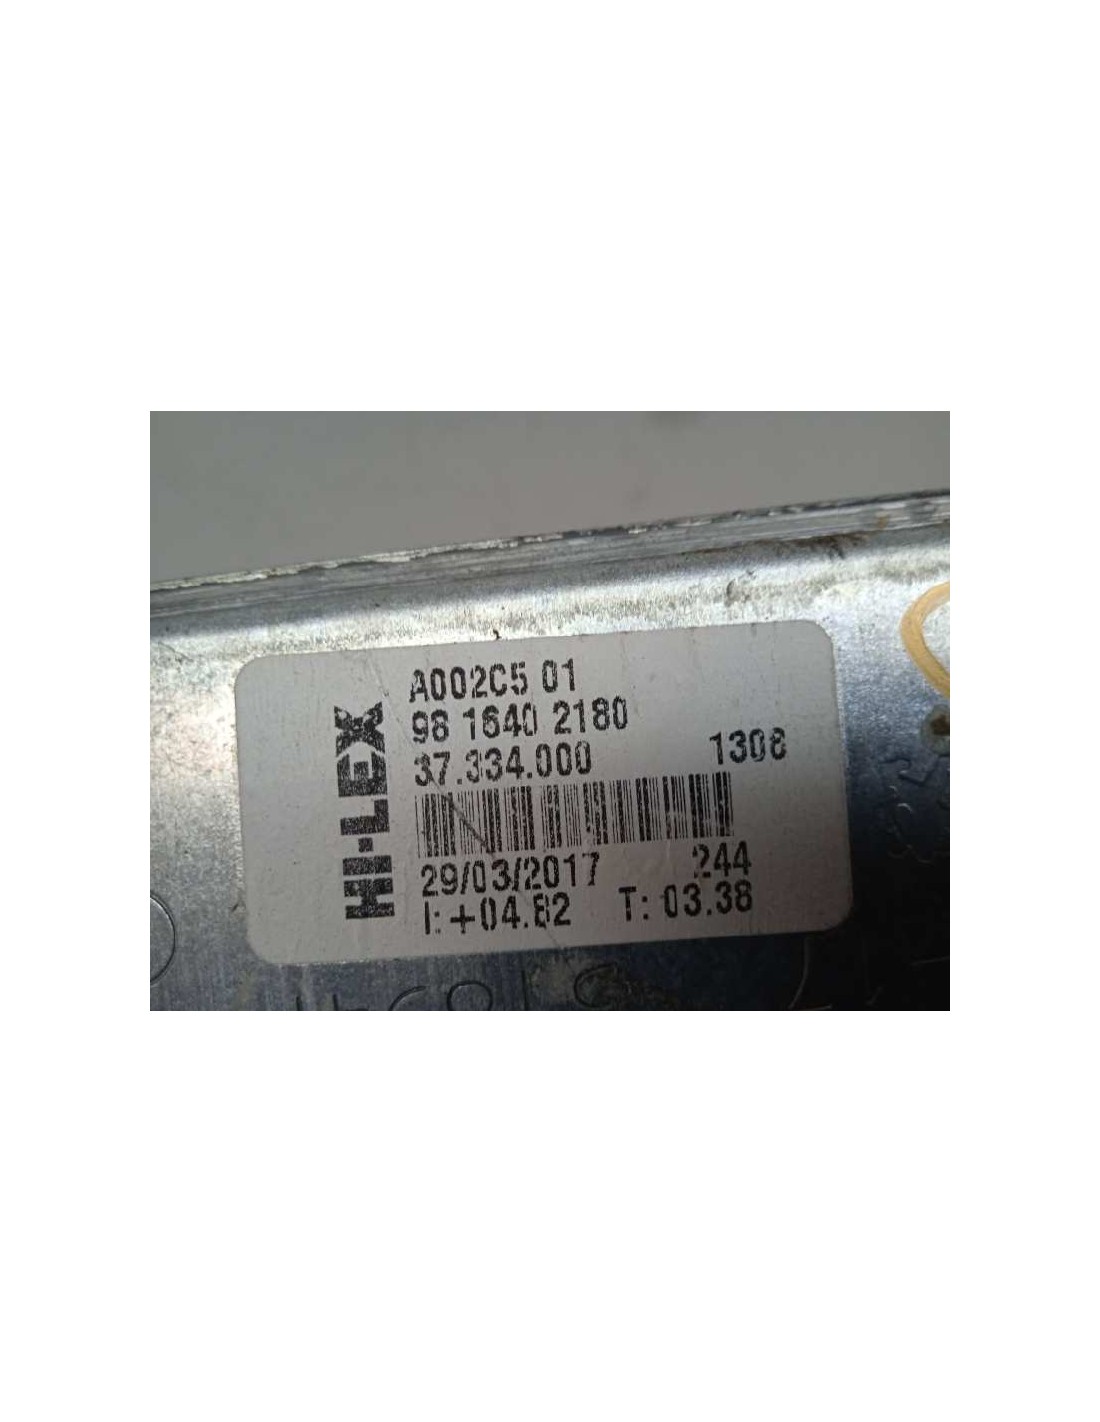 HI-LEX
A002C5 01
98 1640 2180
37.334.000 1308
29/03/2017 244
I:+04.82 T: 03.38